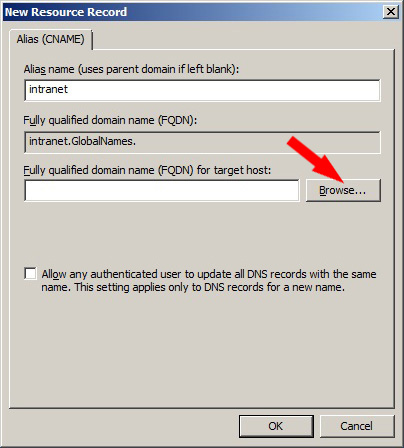 New Resource Record
Alias (CNAME)
Alias name (uses parent domain if left blank):
intranet
Fully qualified domain name (FQDN):
intranet.GlobalNames.
Fully qualified domain name (FQDN) for target host:
Browse...
Allow any authenticated user to update all DNS records with the same
name. This setting applies only to DNS records for a new name.
OK
Cancel